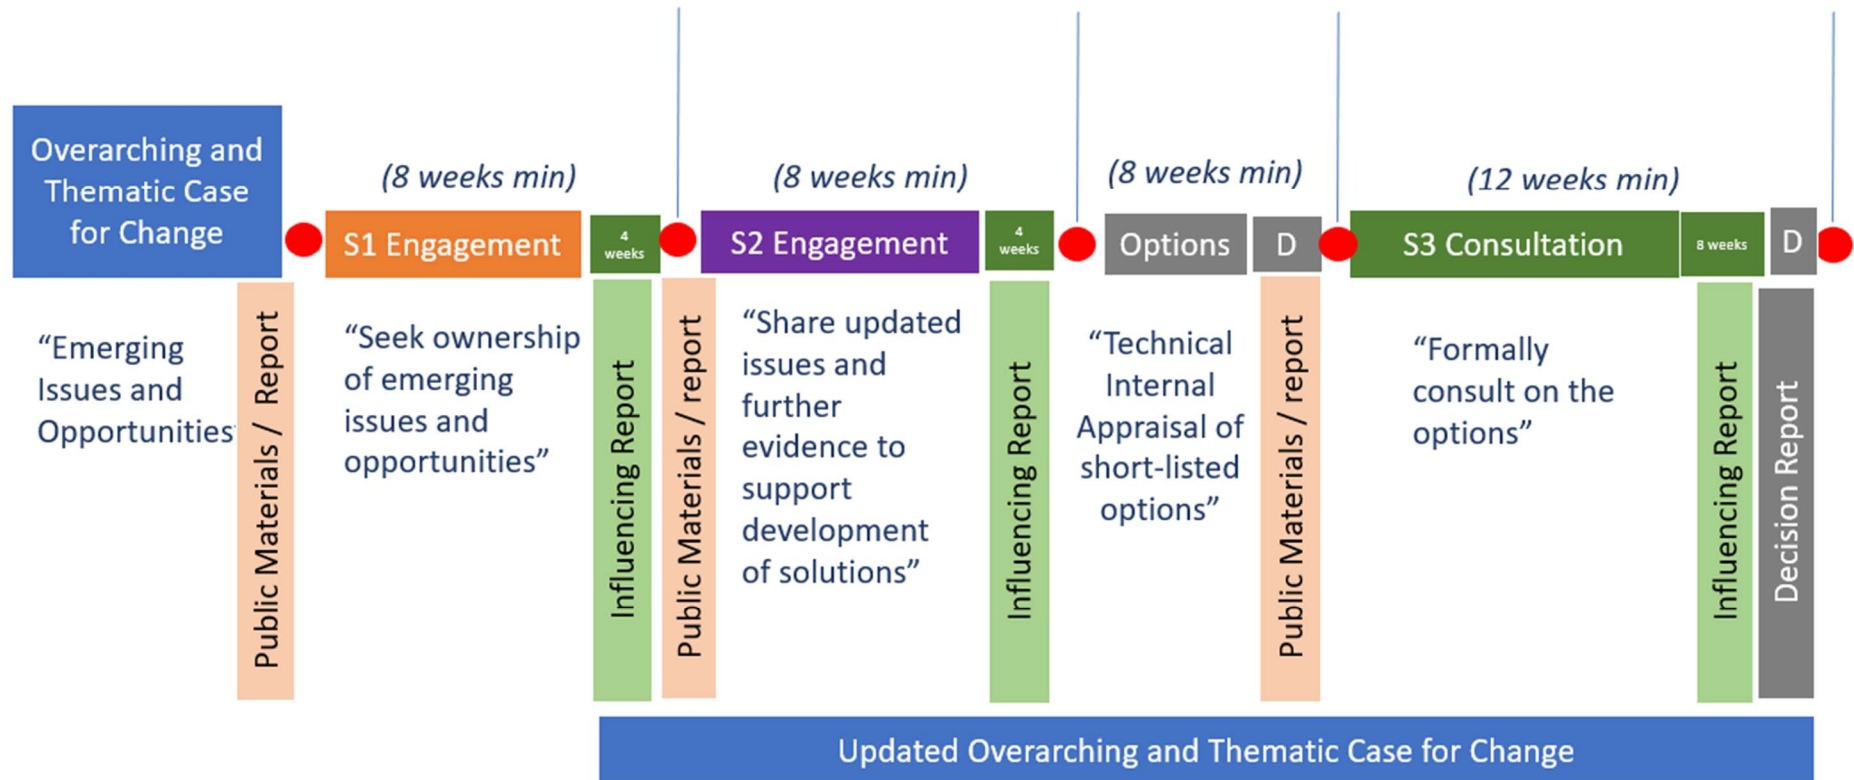 Overarching and
Thematic Case
for Change
(8 weeks min)
(8 weeks min)
(8 weeks min)
(12 weeks min)
S1 Engagement
4
weeks
S2 Engagement
4
weeks
Options
D
S3 Consultation
8 weeks
D
“Emerging
Issues and
Opportunities
Public Materials / Report
“Seek ownership
of emerging
issues and
opportunities”
Influencing Report
Public Materials / report
“Share updated
issues and
further
evidence to
support
development
of solutions”
Influencing Report
“Technical
Internal
Appraisal of
short-listed
options”
Public Materials / report
“Formally
consult on the
options”
Influencing Report
Decision Report
Updated Overarching and Thematic Case for Change